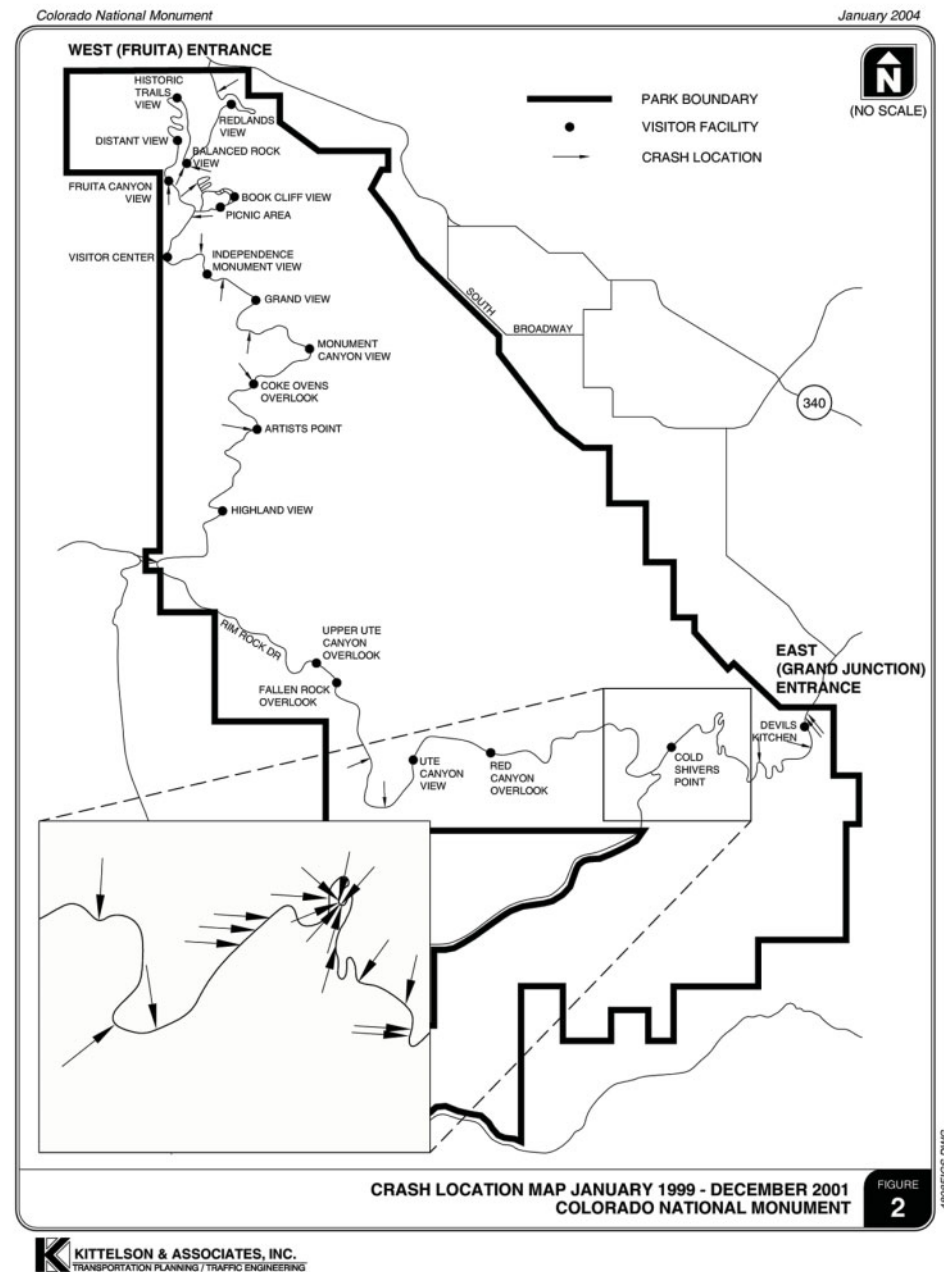 Colorado National Monument
January 2004
WEST (FRUITA) ENTRANCE
N
(NO SCALE)
PARK BOUNDARY
VISITOR FACILITY
CRASH LOCATION
HISTORIC
TRAILS
VIEW
REDLANDS
VIEW
DISTANT VIEW
BALANCED ROCK
VIEW
FRUITA CANYON
VIEW
BOOK CLIFF VIEW
PICNIC AREA
VISITOR CENTER
INDEPENDENCE
MONUMENT VIEW
GRAND VIEW
SOUTH
BROADWAY
MONUMENT
CANYON VIEW
COKE OVENS
OVERLOOK
340
ARTISTS POINT
HIGHLAND VIEW
RIM ROCK DR
UPPER UTE
CANYON
OVERLOOK
FALLEN ROCK
OVERLOOK
EAST
(GRAND JUNCTION)
ENTRANCE
DEVILS
KITCHEN
UTE
CANYON
VIEW
RED
CANYON
OVERLOOK
COLD
SHIVERS
POINT
CRASH LOCATION MAP JANUARY 1999 - DECEMBER 2001
COLORADO NATIONAL MONUMENT
FIGURE
2
KITTELSON & ASSOCIATES, INC.
TRANSPORTATION PLANNING / TRAFFIC ENGINEERING